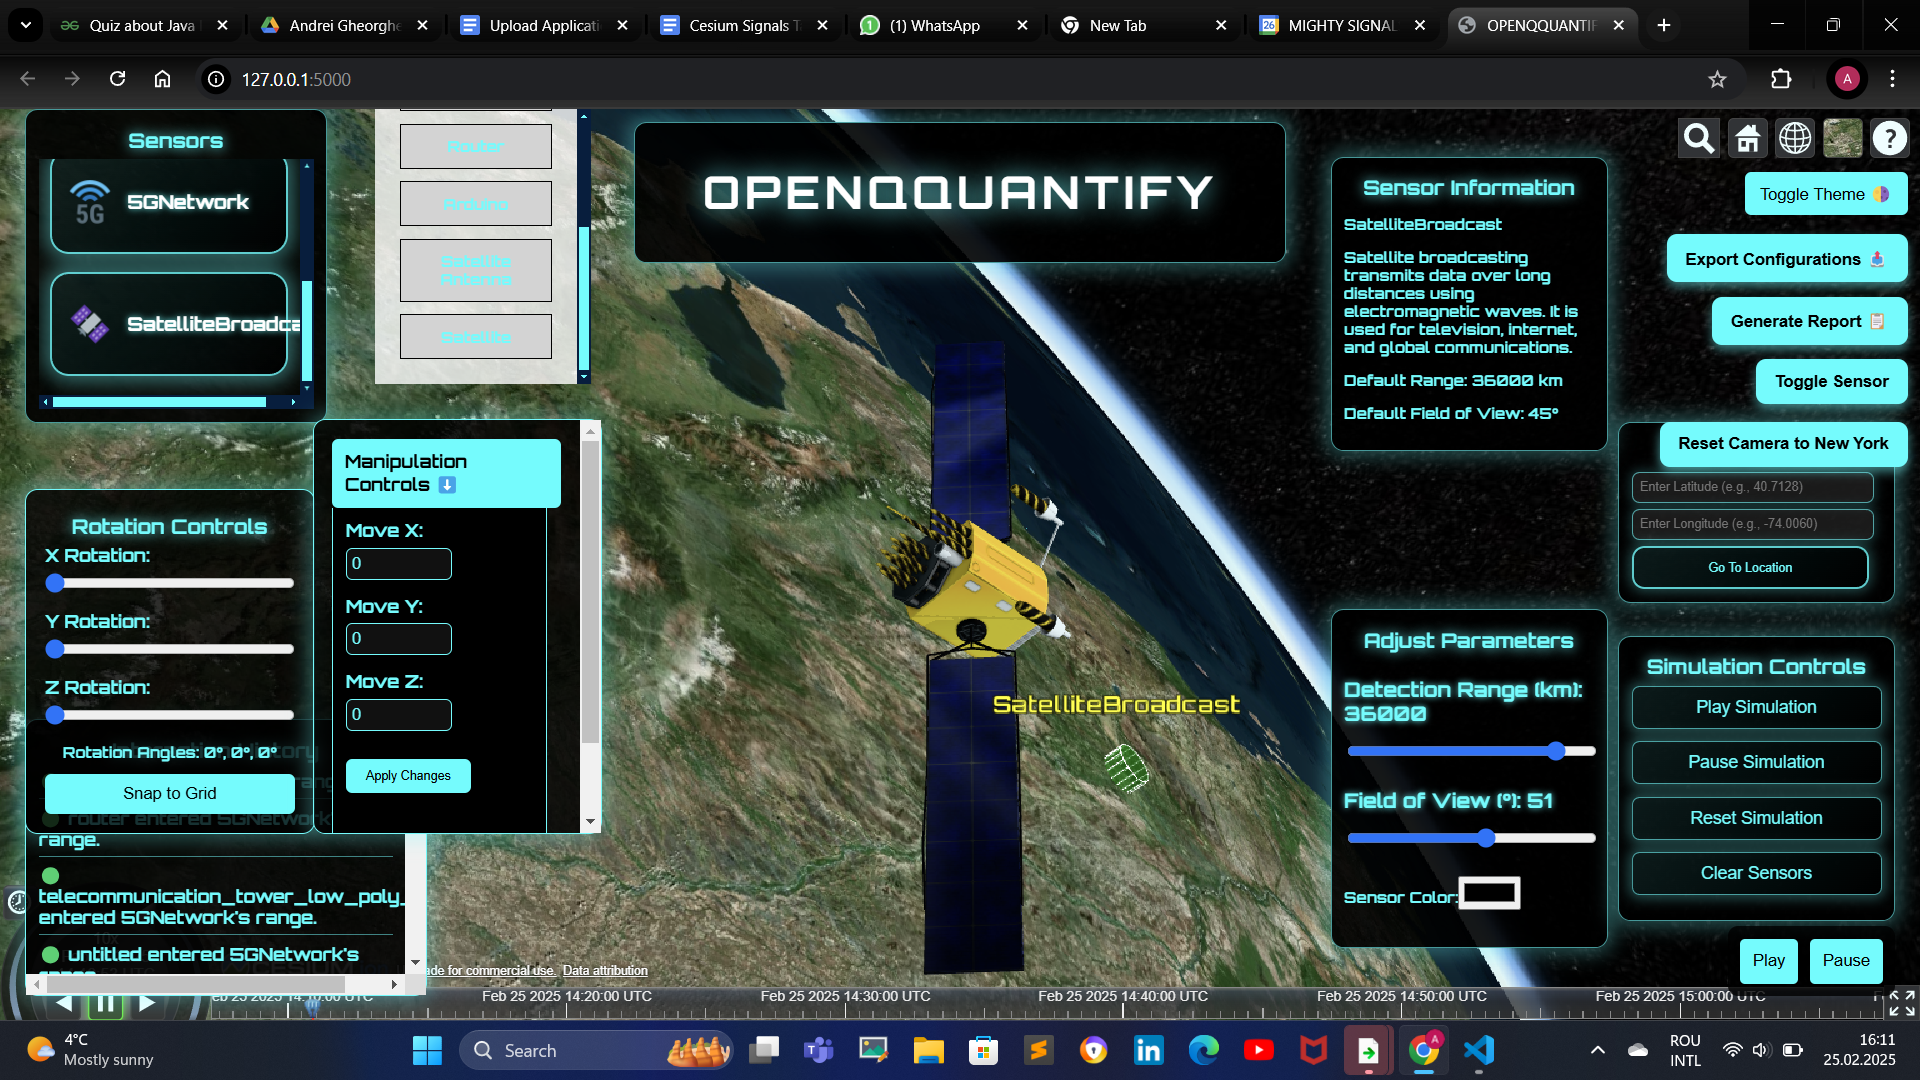 Quiz about Java
Andrei Gheorghe
Upload Applicati
Cesium Signals T
(1) WhatsApp
New Tab
26
MIGHTY SIGNAL
OPENQQUANTIF
127.0.0.1:5000
A
Sensors
5G
5GNetwork
SatelliteBroadca
Router
Arduino
Satellite
Antenna
Satellite
OPENQQUANTIFY
Sensor Information
SatelliteBroadcast
Satellite broadcasting
transmits data over long
distances using
electromagnetic waves. It is
used for television, internet,
and global communications.
Default Range: 36000 km
Default Field of View: 45°
?
Toggle Theme
Export Configurations
Generate Report
Toggle Sensor
Reset Camera to New York
Enter Latitude (e.g., 40.7128)
Enter Longitude (e.g., -74.0060)
Go To Location
Rotation Controls
X Rotation:
Y Rotation:
Z Rotation:
Rotation Angles: 0°, 0°, 0°
Snap to Grid
Manipulation
Controls
Move X:
0
Move Y:
0
Move Z:
0
Apply Changes
router entered 5GNetwork
range.
telecommunication_tower_low_poly_
entered 5GNetwork's range.
untitled entered 5GNetwork's
SatelliteBroadcast
Adjust Parameters
Detection Range (km):
36000
Field of View (°): 51
Sensor Color:
Simulation Controls
Play Simulation
Pause Simulation
Reset Simulation
Clear Sensors
Play
Pause
ade for commercial use. Data attribution
Feb 25 2025 14:20:00 UTC
Feb 25 2025 14:30:00 UTC
Feb 25 2025 14:40:00 UTC
Feb 25 2025 14:50:00 UTC
Feb 25 2025 15:00:00 UTC
4°C
Mostly sunny
Search
ROU
INTL
16:11
25.02.2025